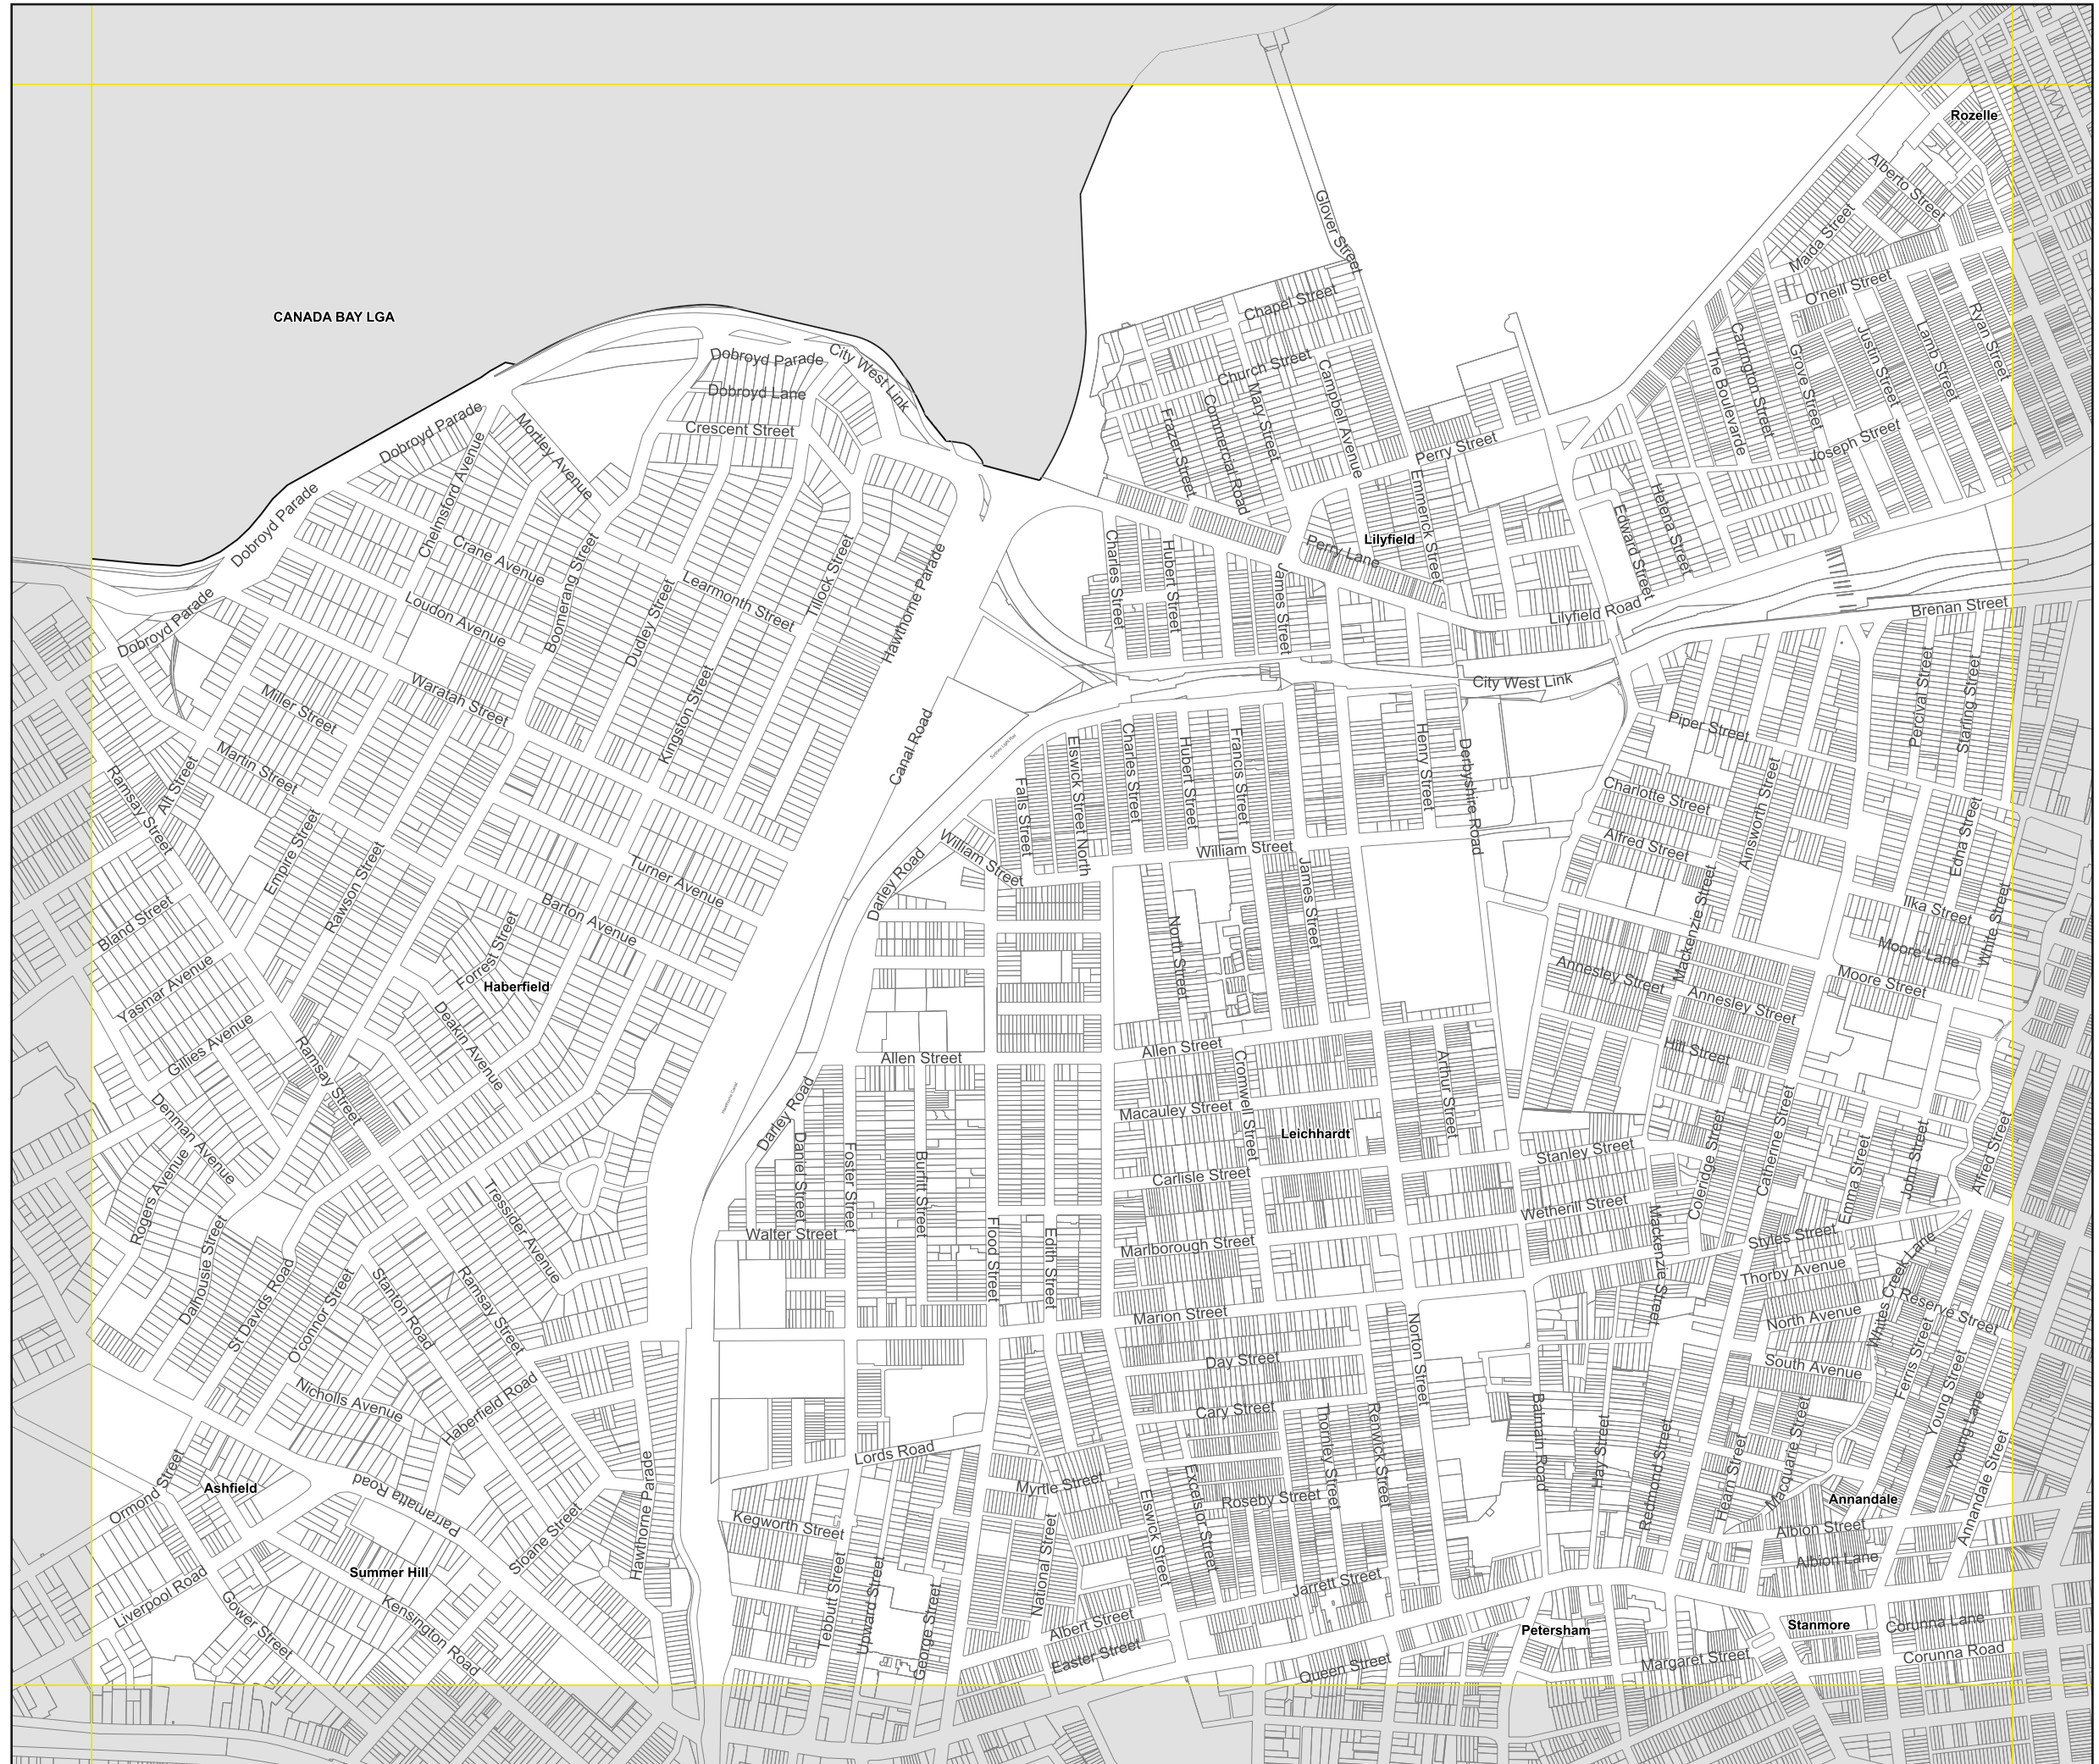 Rozelle
Alberto Street
Maida Street
Glover Street
O'neill Street
Chapel Street
CANADA BAY LGA
Ryan Street
Lamb Street
Justin Street
Carrington Street
Grove Street
The Boulevarde
Dobroyd Parade
City West Link
Church Street
Campbell Avenue
Mary Street
Commercial Road
Frazer Street
Dobroyd Lane
Crescent Street
Dobroyd Parade
Mortley Avenue
Chelmsford Avenue
Joseph Street
Perry Street
Emmerick Street
Helena Street
Edward Street
Dobroyd Parade
Crane Avenue
Boomerang Street
Learmonth Street
Tillock Street
Hawthorne Parade
Charles Street
Hubert Street
James Street
Perry Lane
Lilyfield
Lilyfield Road
Brenan Street
Dobroyd Parade
Loudon Avenue
Dudley Street
Kingston Street
Waratah Street
Miller Street
Martin Street
Alt Street
Ramsay Street
City West Link
Piper Street
Percival Street
Starling Street
Canal Road
Sydney Light Rail
Falls Street
Elswick Street North
Charles Street
Hubert Street
Francis Street
Henry Street
Derbyshire Road
Charlotte Street
Ainsworth Street
Alfred Street
Edna Street
Empire Street
Rawson Street
Turner Avenue
Barton Avenue
Darley Road
William Street
William Street
James Street
North Street
Mackenzie Street
Ilka Street
White Street
Moore Lane
Moore Street
Bland Street
Forrest Street
Haberfield
Yasmar Avenue
Gillies Avenue
Deakin Avenue
Annesley Street
Annesley Street
Hill Street
Ramsay Street
Denman Avenue
Hawthorne Canal
Allen Street
Allen Street
Cromwell Street
Arthur Street
Darley Road
Daniel Street
Foster Street
Burfitt Street
Macauley Street
Leichhardt
Carlisle Street
Stanley Street
Coleridge Street
Catherine Street
Emma Street
John Street
Alfred Street
Rogers Avenue
Dalhousie Street
Tressider Avenue
Walter Street
Food Street
Edith Street
Marlborough Street
Wetherill Street
Mackenzie Street
Styles Street
Thorby Avenue
Whites Creek Lane
St Davids Road
O'connor Street
Stanton Road
Ramsay Street
Marion Street
Norton Street
North Avenue
Reserve Street
Day Street
South Avenue
Ferris Street
Young Street
Young Lane
Nicholls Avenue
Haberfield Road
Cary Street
Thornley Street
Renwick Street
Balmain Road
Hay Street
Redmond Street
Hearn Street
Macquarie Street
Annandale Street
Ormond Street
Ashfield
Parramatta Road
Hawthorne Parade
Lords Road
Myrtle Street
Excelsior Street
Elswick Street
Roseby Street
Annandale
Albion Street
Albion Lane
Kegworth Street
National Street
Sloane Street
Summer Hill
Liverpool Road
Gower Street
Kensington Road
Tebbutt Street
Upward Street
George Street
Albert Street
Easter Street
Jarrett Street
Queen Street
Petersham
Margaret Street
Stanmore
Corunna Lane
Corunna Road